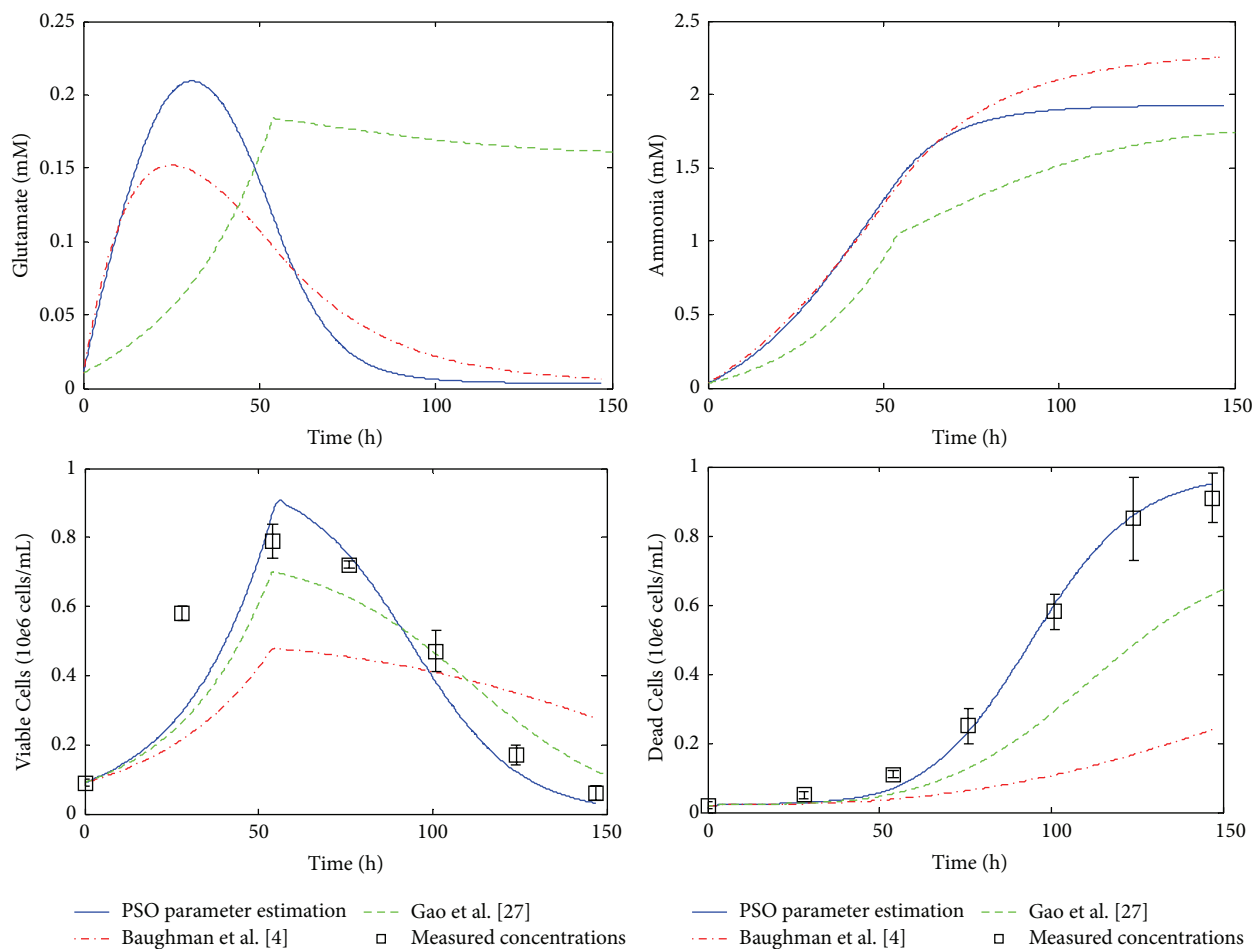 Glutamate (mM)
0.25
0.2
0.15
0.1
0.05
0
0 50 100 150
Time (h)
Ammonia (mM)
2.5
2
1.5
1
0.5
0
0 50 100 150
Time (h)
Viable Cells (10e6 cells/mL)
1
0.8
0.6
0.4
0.2
0
0 50 100 150
Time (h)
Dead Cells (10e6 cells/mL)
1
0.8
0.6
0.4
0.2
0
0 50 100 150
Time (h)
PSO parameter estimation
Baughman et al. [4]
Gao et al. [27]
Measured concentrations
PSO parameter estimation
Baughman et al. [4]
Gao et al. [27]
Measured concentrations